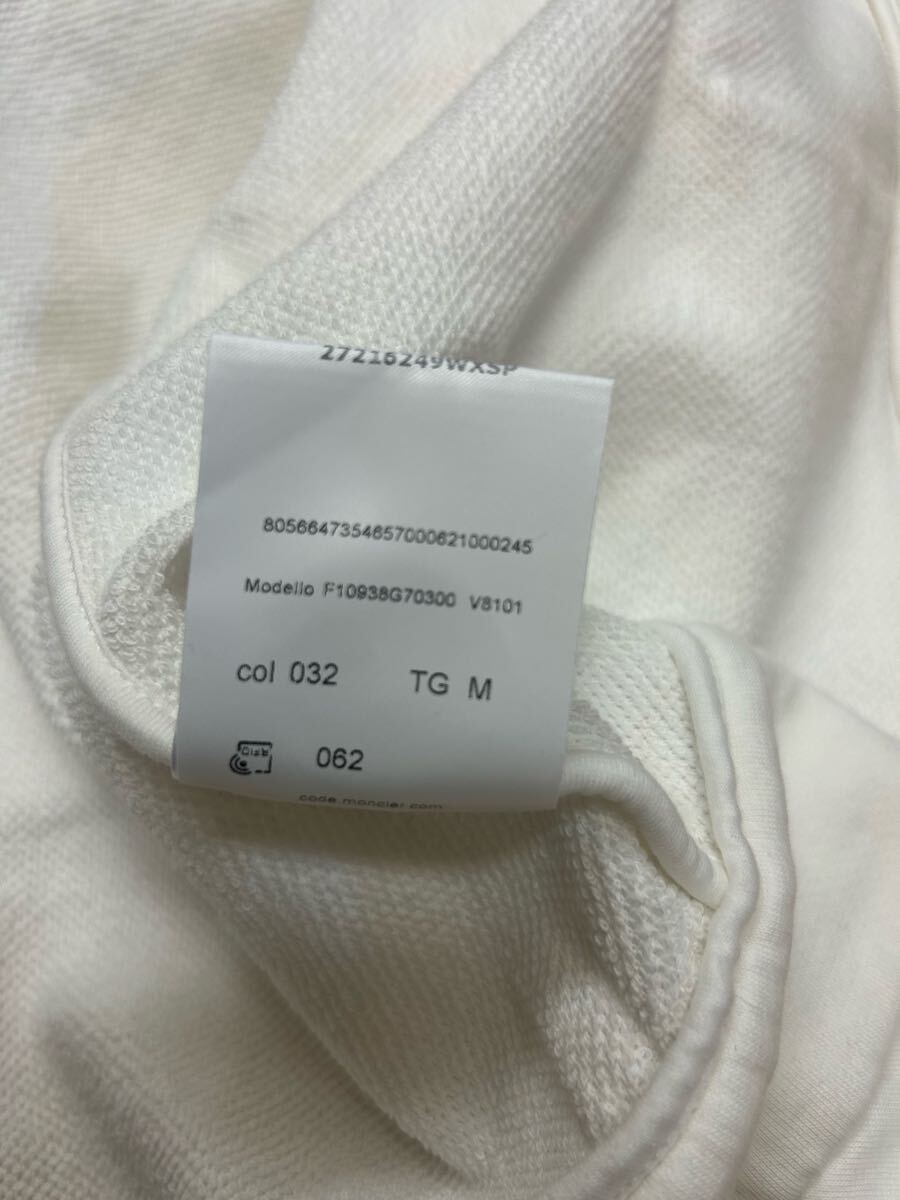 27216249WXSP
8056647354657000621000245
Modello F10938G70300 V8101
col 032 TG M
062
code.moncler.com